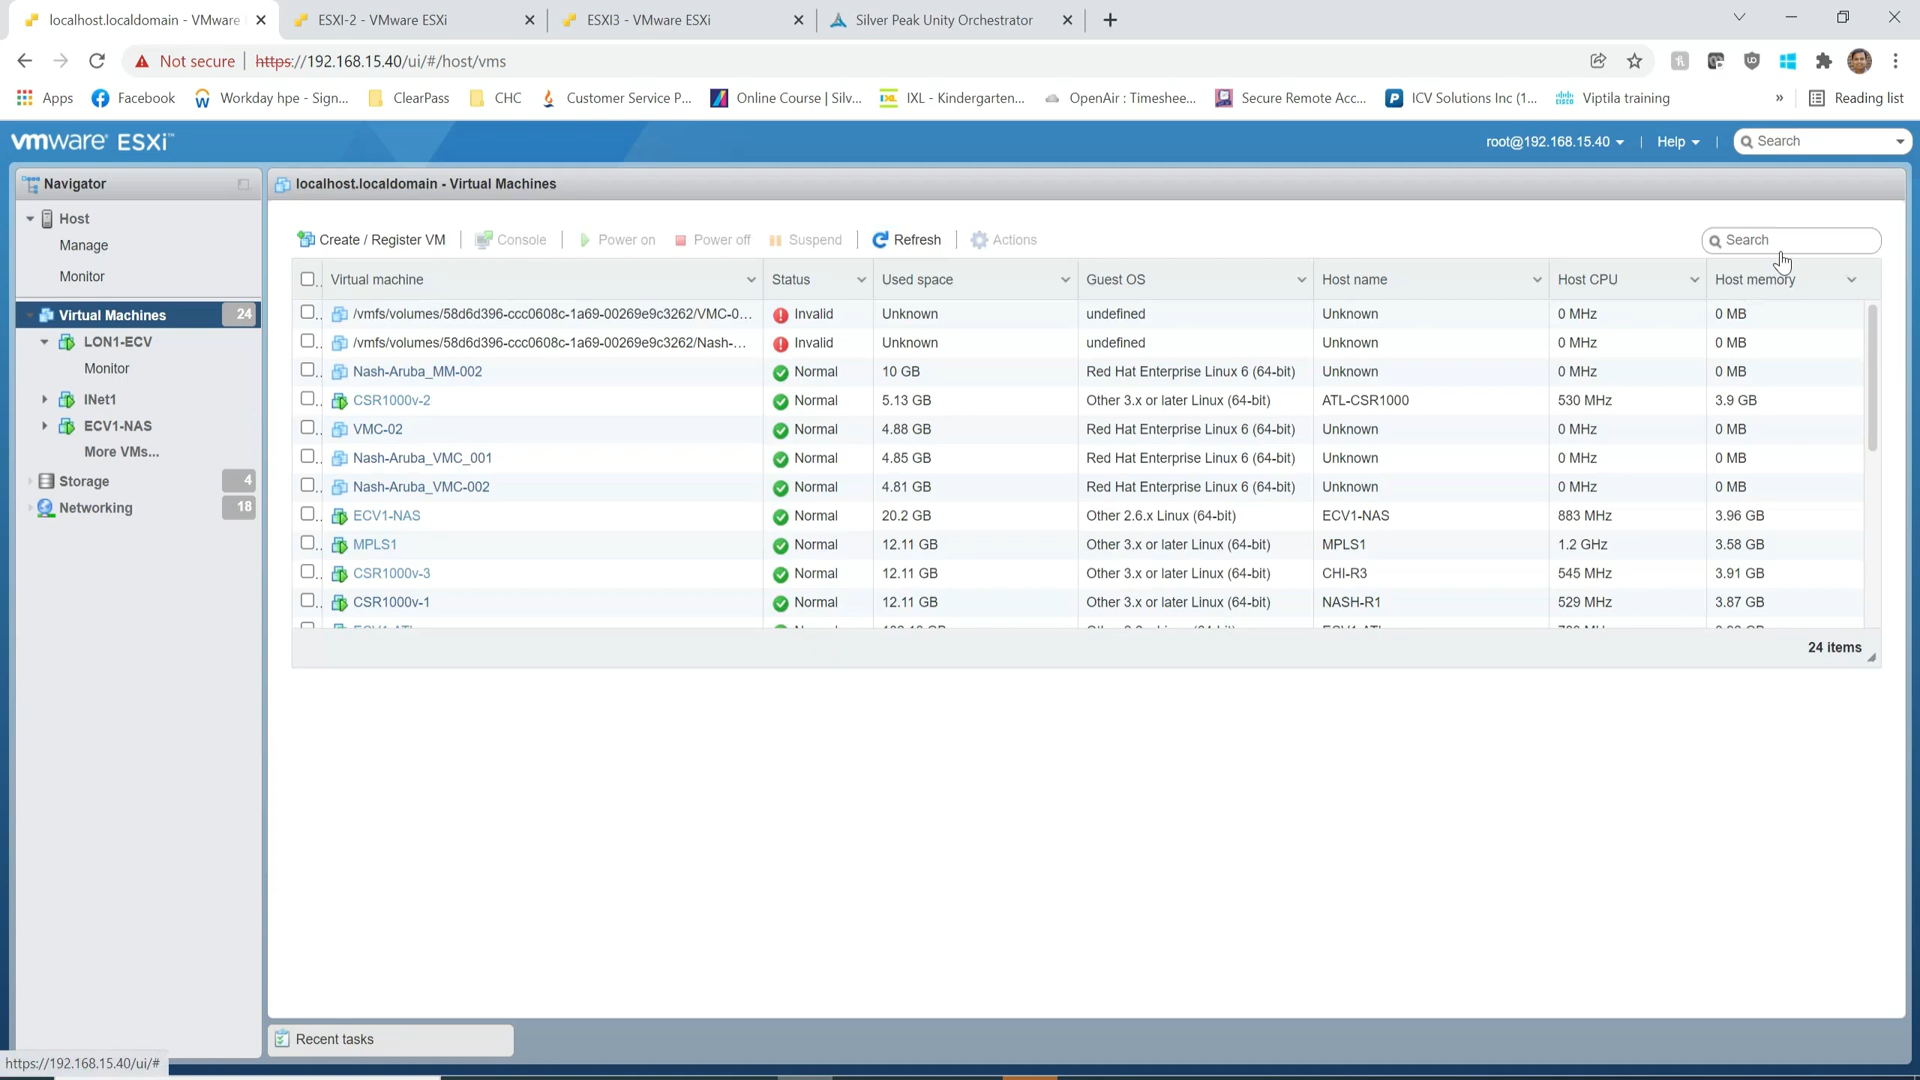 localhost.localdomain - VMware
ESXI-2 - VMware ESXi
ESXI3 - VMware ESXi
Silver Peak Unity Orchestrator
Not secure
https://192.168.15.40/ui/#/host/vms
Apps
Facebook
Workday hpe - Sign...
ClearPass
CHC
Customer Service P...
Online Course | Silv...
IXL - Kindergarten...
OpenAir : Timeshee...
Secure Remote Acc...
ICV Solutions Inc (1...
Viptila training
»
Reading list
vmware ESXi™
root@192.168.15.40
Help
Search
Navigator
Host
Manage
Monitor
Virtual Machines 24
LON1-ECV
Monitor
INet1
ECV1-NAS
More VMs...
Storage 4
Networking 18
localhost.localdomain - Virtual Machines
Create / Register VM
Console
Power on
Power off
Suspend
Refresh
Actions
Search
Virtual machine Status Used space Guest OS Host name Host CPU Host memory
/vmfs/volumes/58d6d396-ccc0608c-1a69-00269e9c3262/VMC-0... Invalid Unknown undefined Unknown 0 MHz 0 MB
/vmfs/volumes/58d6d396-ccc0608c-1a69-00269e9c3262/Nash-... Invalid Unknown undefined Unknown 0 MHz 0 MB
Nash-Aruba_MM-002 Normal 10 GB Red Hat Enterprise Linux 6 (64-bit) Unknown 0 MHz 0 MB
CSR1000v-2 Normal 5.13 GB Other 3.x or later Linux (64-bit) ATL-CSR1000 530 MHz 3.9 GB
VMC-02 Normal 4.88 GB Red Hat Enterprise Linux 6 (64-bit) Unknown 0 MHz 0 MB
Nash-Aruba_VMC_001 Normal 4.85 GB Red Hat Enterprise Linux 6 (64-bit) Unknown 0 MHz 0 MB
Nash-Aruba_VMC-002 Normal 4.81 GB Red Hat Enterprise Linux 6 (64-bit) Unknown 0 MHz 0 MB
ECV1-NAS Normal 20.2 GB Other 2.6.x Linux (64-bit) ECV1-NAS 883 MHz 3.96 GB
MPLS1 Normal 12.11 GB Other 3.x or later Linux (64-bit) MPLS1 1.2 GHz 3.58 GB
CSR1000v-3 Normal 12.11 GB Other 3.x or later Linux (64-bit) CHI-R3 545 MHz 3.91 GB
CSR1000v-1 Normal 12.11 GB Other 3.x or later Linux (64-bit) NASH-R1 529 MHz 3.87 GB
24 items
Recent tasks
https://192.168.15.40/ui/#